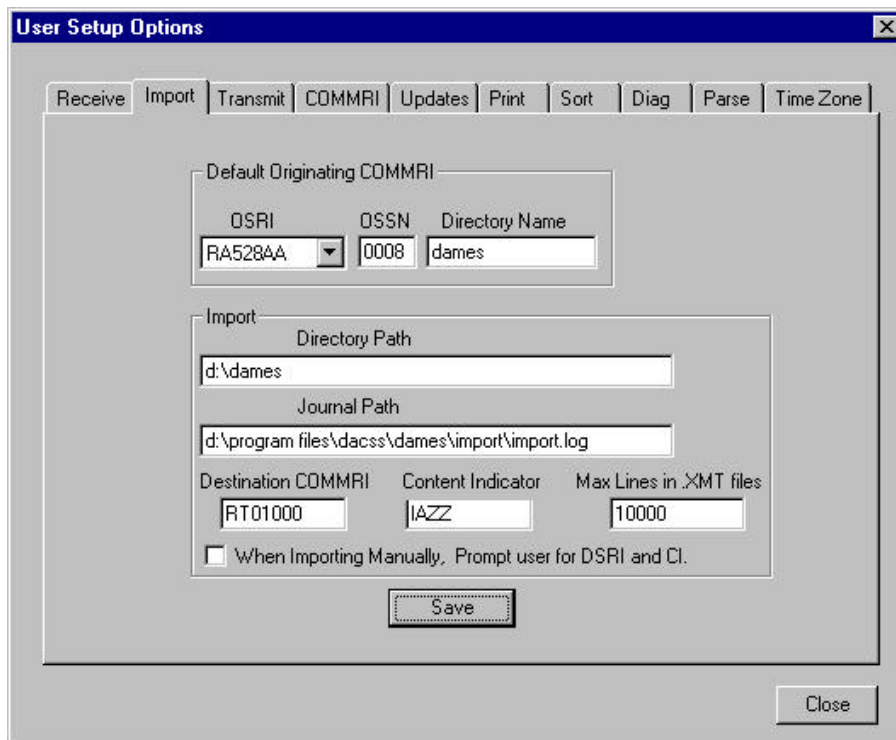 User Setup Options
Receive Import Transmit COMMRI Updates Print Sort Diag Parse Time Zone
Default Originating COMMRI
OSRI OSSN Directory Name
RA528AA 0008 dames
Import
Directory Path
d:\dames
Journal Path
d:\program files\dacss\dames\import\import.log
Destination COMMRI Content Indicator Max Lines in .XMT files
RT01000 IAZZ 10000
When Importing Manually, Prompt user for DSRI and CI.
Save
Close